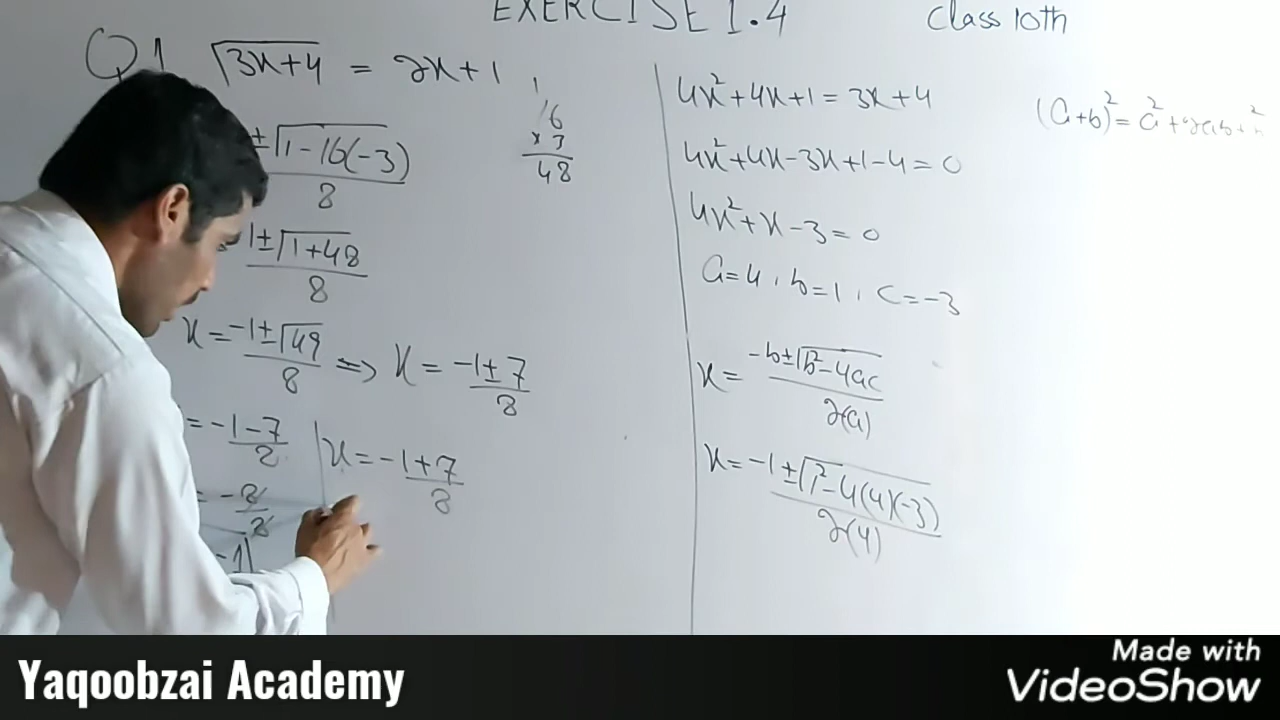 EXERCISE 1.4
Class 10th
Q1 √(3x+4) = 2x+1
±√(1-16(-3))
8
16
×3
48
1±√(1+48)
8
x = -1±√49 / 8 => x = -1±7 / 8
= -1-7 / 8
x = -1+7 / 8
= -8/8
-1
4x²+4x+1=3x+4
4x²+4x-3x+1-4=0
4x²+x-3=0
a=4, b=1, c=-3
x = -b±√(b²-4ac) / 2(a)
x = -1±√(1²-4(4)(-3)) / 2(4)
(a+b)² = a²+2ab+b²
Yaqoobzai Academy
Made with
VideoShow